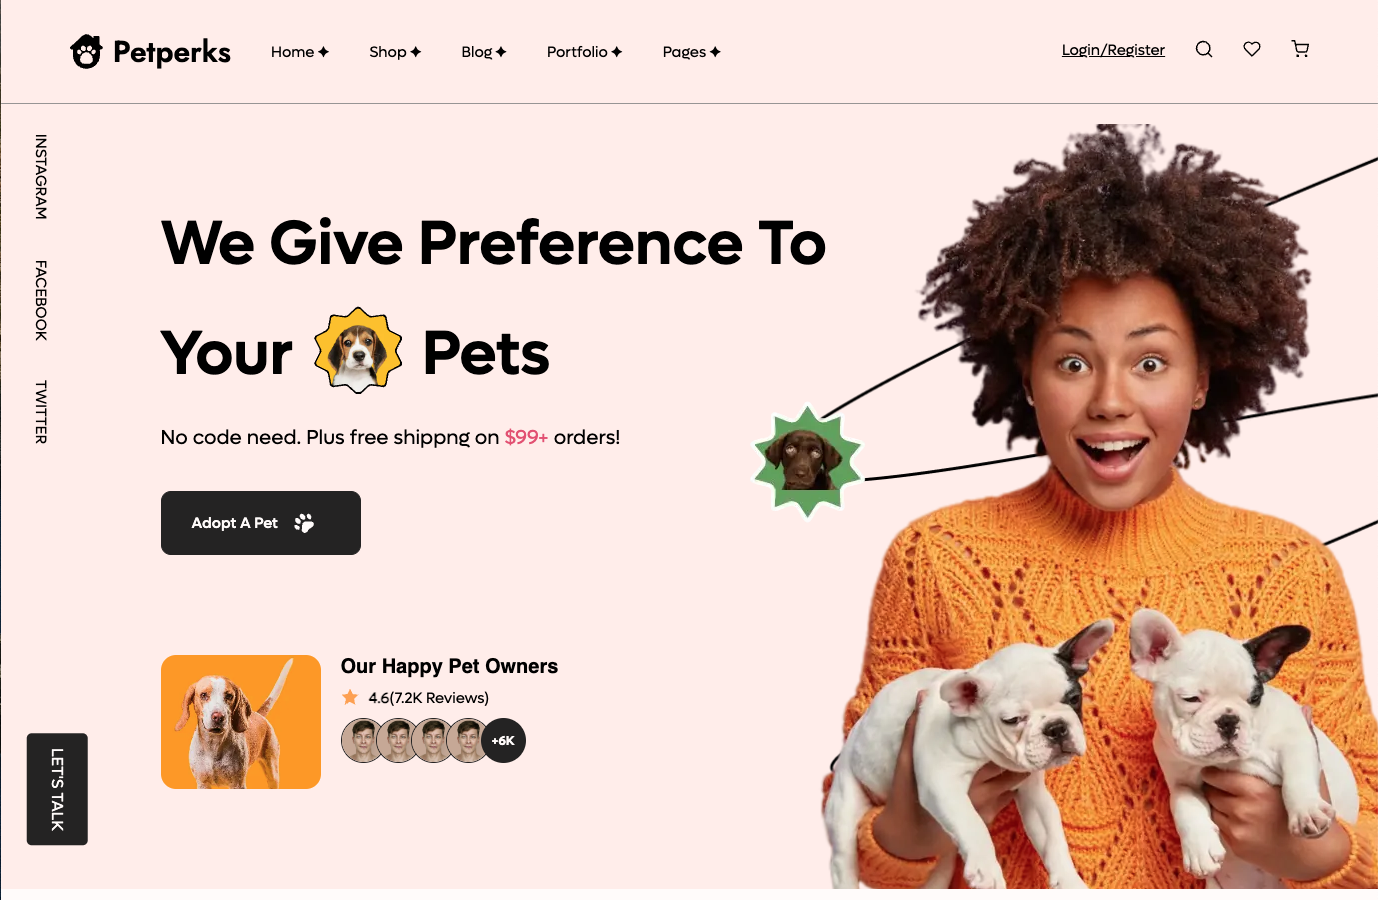 Petperks
Home
Shop
Blog
Portfolio
Pages
Login/Register
INSTAGRAM
FACEBOOK
TWITTER
We Give Preference To
Your Pets
No code need. Plus free shippng on $99+ orders!
Adopt A Pet
Our Happy Pet Owners
4.6(7.2K Reviews)
+6K
LET'S TALK